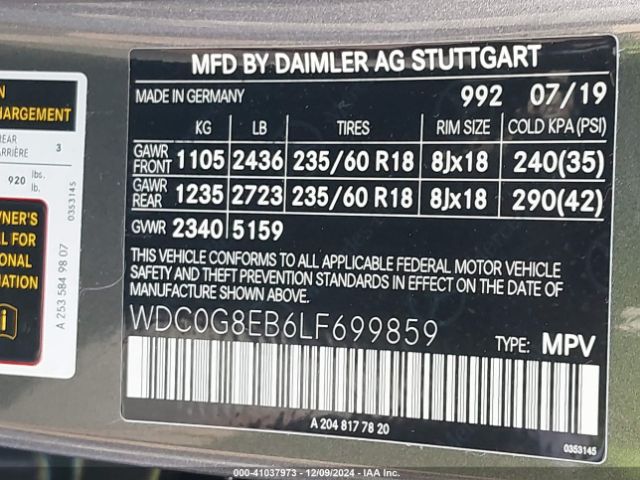 N
CHARGEMENT
REAR
ARRIÈRE 3
920 lbs.
lb.
0353145
WNER'S
L FOR
IONAL
MATION
i
A 253 584 98 07
MFD BY DAIMLER AG STUTTGART
MADE IN GERMANY 992 07/19
KG LB TIRES RIM SIZE COLD KPA (PSI)
GAWR FRONT 1105 2436 235/60 R18 8Jx18 240(35)
GAWR REAR 1235 2723 235/60 R18 8Jx18 290(42)
GVWR 2340 5159
THIS VEHICLE CONFORMS TO ALL APPLICABLE FEDERAL MOTOR VEHICLE
SAFETY AND THEFT PREVENTION STANDARDS IN EFFECT ON THE DATE
OF MANUFACTURE SHOWN ABOVE.
WDC0G8EB6LF699859
TYPE: MPV
A 204 817 78 20
0353145
000-41037973 • 12/09/2024 • IAA Inc.